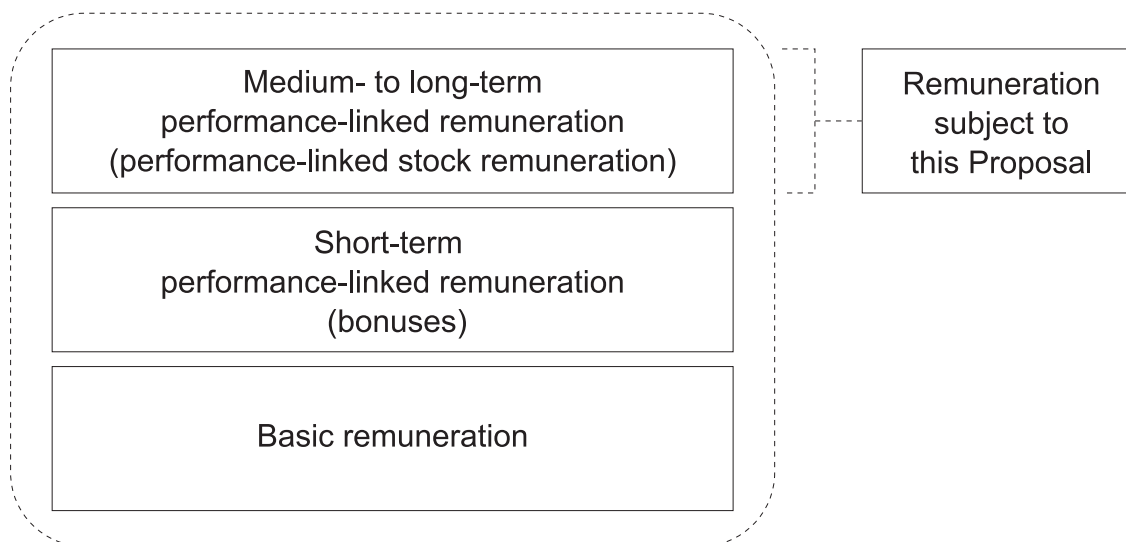 Medium- to long-term
performance-linked remuneration
(performance-linked stock remuneration)
Remuneration
subject to
this Proposal
Short-term
performance-linked remuneration
(bonuses)
Basic remuneration